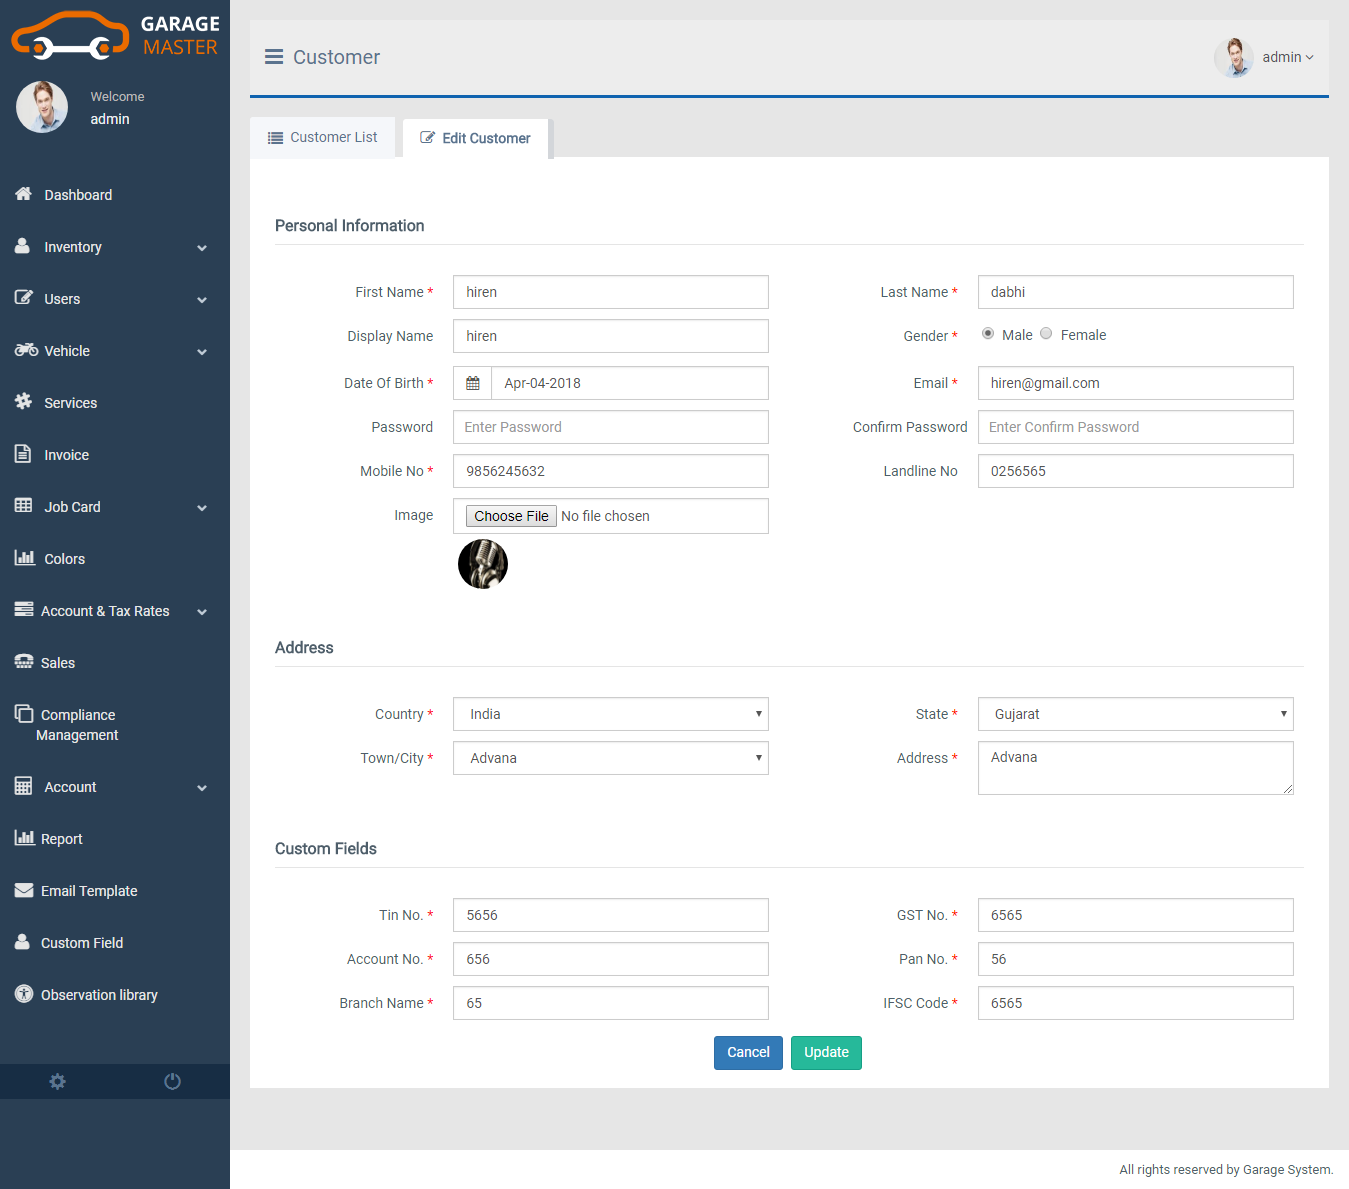 GARAGE
MASTER
Welcome
admin
Dashboard
Inventory
Users
Vehicle
Services
Invoice
Job Card
Colors
Account & Tax Rates
Sales
Compliance
Management
Account
Report
Email Template
Custom Field
Observation library
Customer
admin
Customer List
Edit Customer
Personal Information
First Name * hiren
Last Name * dabhi
Display Name hiren
Gender * Male Female
Date Of Birth * Apr-04-2018
Email * hiren@gmail.com
Password Enter Password
Confirm Password Enter Confirm Password
Mobile No * 9856245632
Landline No 0256565
Image Choose File No file chosen
Address
Country * India
State * Gujarat
Town/City * Advana
Address * Advana
Custom Fields
Tin No. * 5656
GST No. * 6565
Account No. * 656
Pan No. * 56
Branch Name * 65
IFSC Code * 6565
Cancel Update
All rights reserved by Garage System.